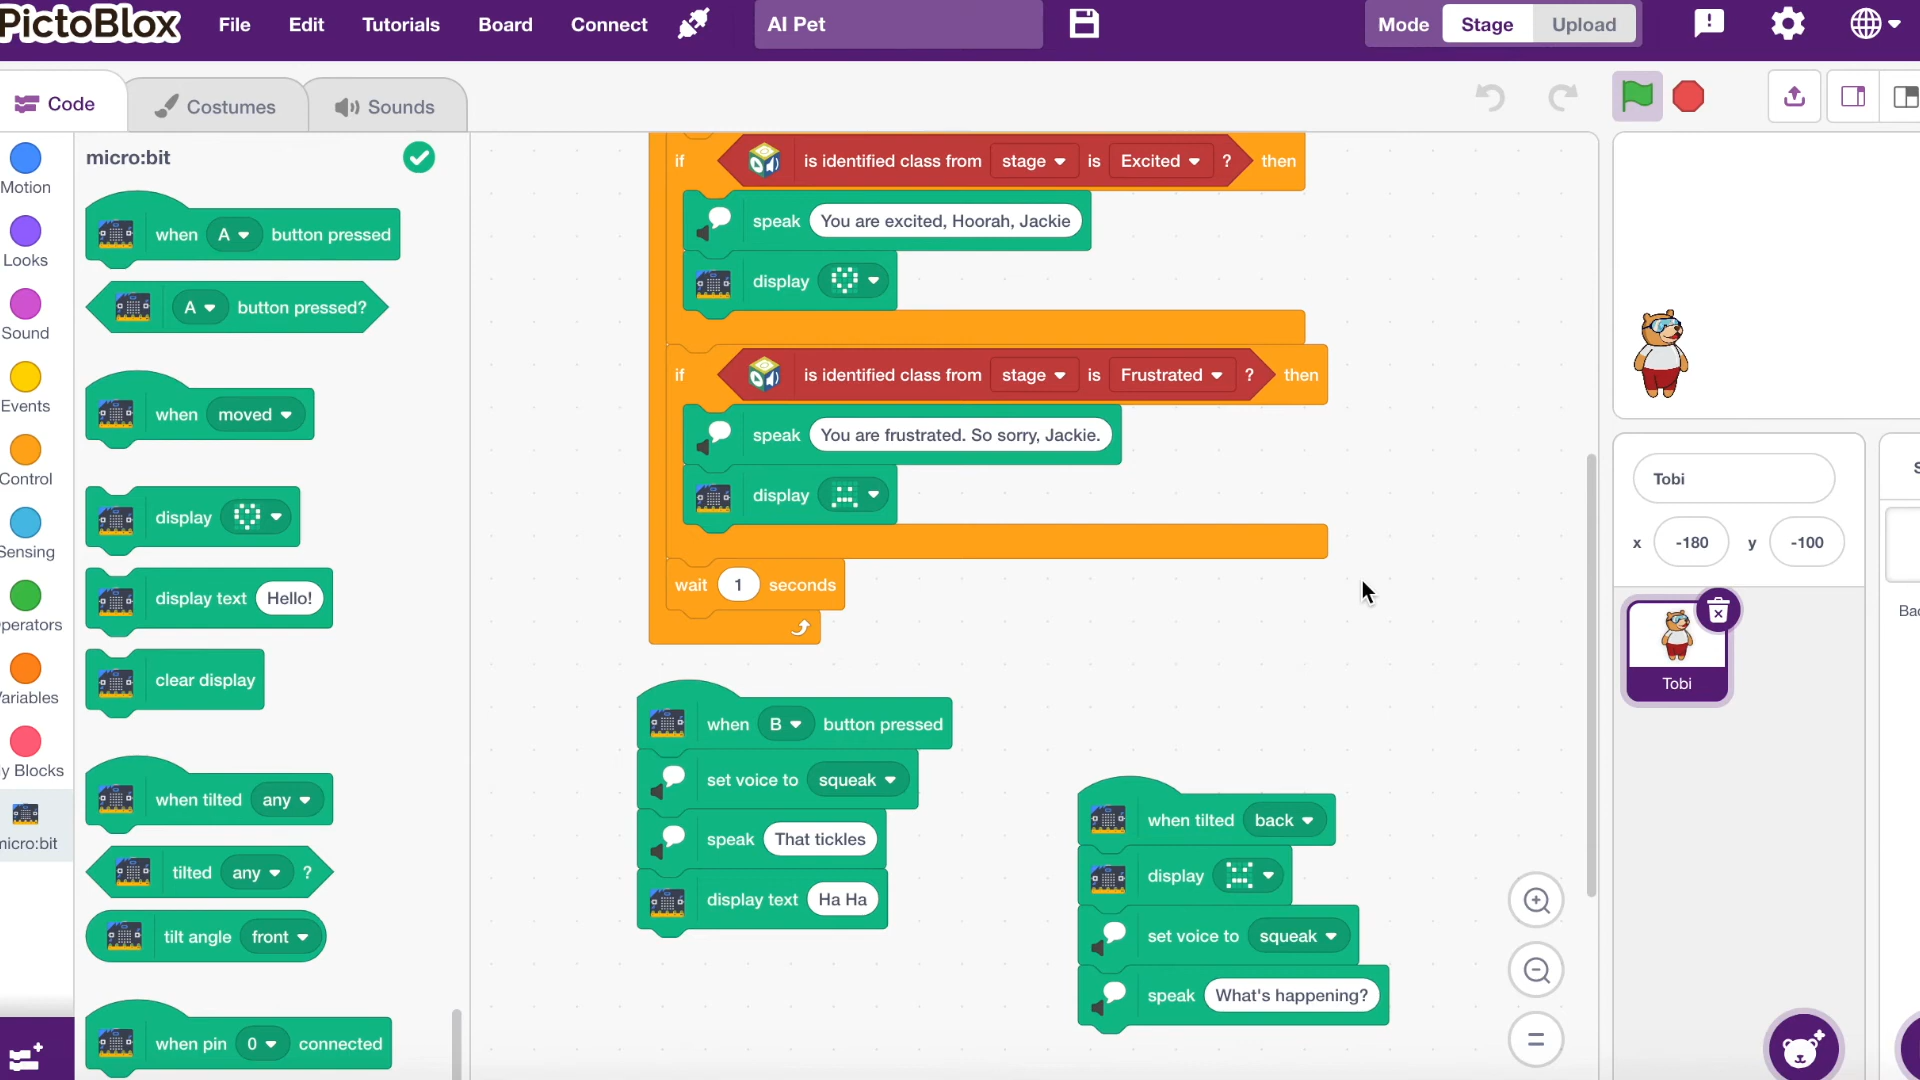 PictoBlox File Edit Tutorials Board Connect AI Pet Mode Stage Upload
Code Costumes Sounds
micro:bit
Motion
Looks
Sound
Events
Control
Sensing
perators
ariables
y Blocks
micro:bit
when A button pressed
A button pressed?
when moved
display
display text Hello!
clear display
when tilted any
tilted any ?
tilt angle front
when pin 0 connected
if is identified class from stage is Excited ? then
speak You are excited, Hoorah, Jackie
display
if is identified class from stage is Frustrated ? then
speak You are frustrated. So sorry, Jackie.
display
wait 1 seconds
when B button pressed
set voice to squeak
speak That tickles
display text Ha Ha
when tilted back
display
set voice to squeak
speak What's happening?
Tobi
x -180 y -100
Tobi